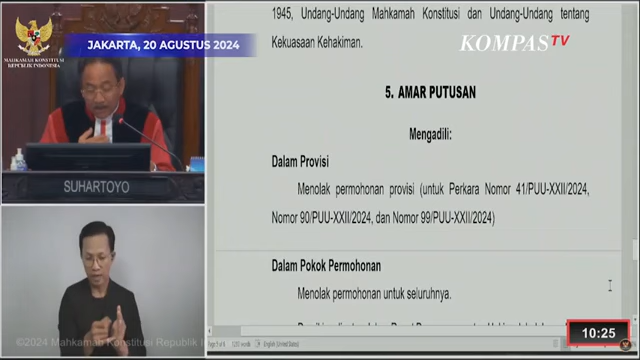 MAHKAMAH KONSTITUSI
REPUBLIK INDONESIA
JAKARTA, 20 AGUSTUS 2024
SUHARTOYO
©2024 Mahkamah Konstitusi Republik
1945, Undang-Undang Mahkamah Konstitusi dan Undang-Undang tentang
Kekuasaan Kehakiman.
KOMPAS TV
5. AMAR PUTUSAN
Mengadili:
Dalam Provisi
Menolak permohonan provisi (untuk Perkara Nomor 41/PUU-XXII/2024,
Nomor 90/PUU-XXII/2024, dan Nomor 99/PUU-XXII/2024)
Dalam Pokok Permohonan
Menolak permohonan untuk seluruhnya.
English (United States)
10:25